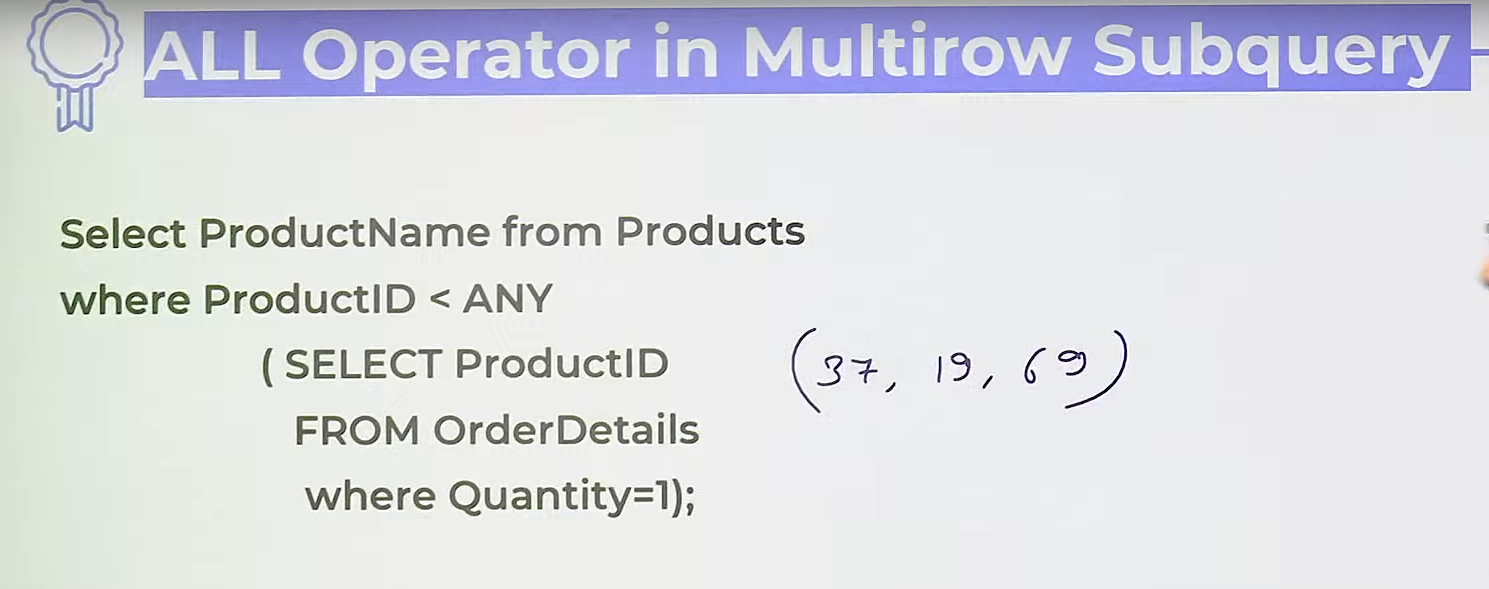 ALL Operator in Multirow Subquery
Select ProductName from Products
where ProductID < ANY
( SELECT ProductID (37, 19, 69)
FROM OrderDetails
where Quantity=1);